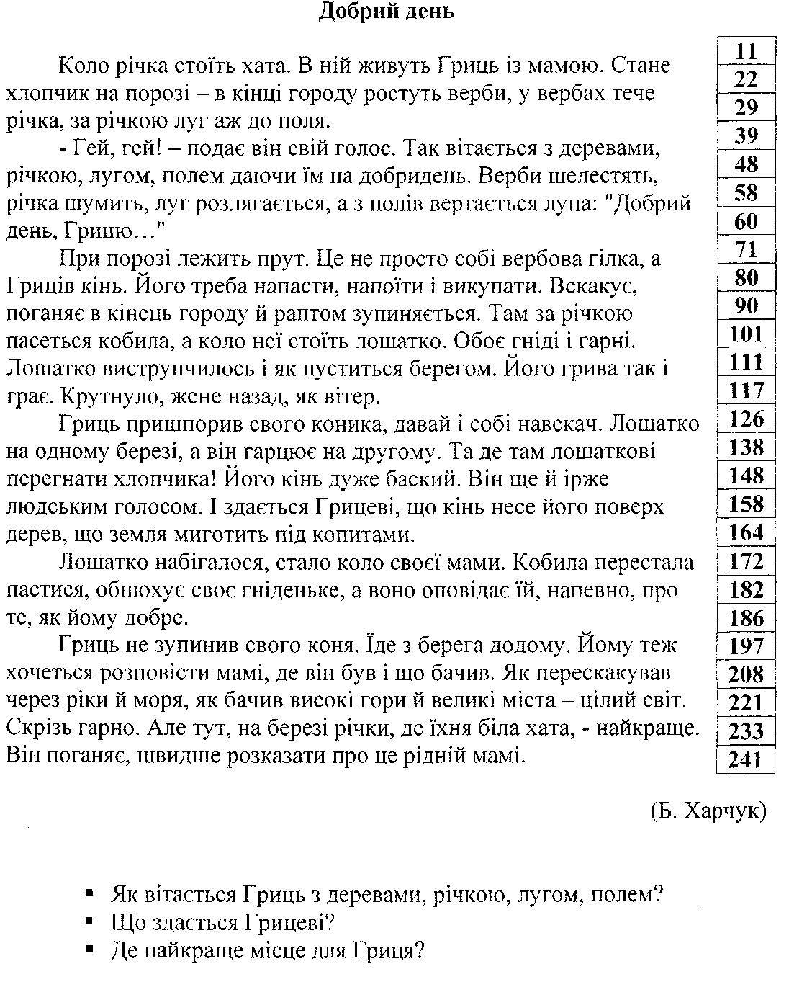 Добрий день
Коло річка стоїть хата. В ній живуть Гриць із мамою. Стане 11
хлопчик на порозі – в кінці городу ростуть верби, у вербах тече 22
річка, за річкою луг аж до поля. 29
- Гей, гей! – подає він свій голос. Так вітається з деревами, 39
річкою, лугом, полем даючи їм на добридень. Верби шелестять, 48
річка шумить, луг розлягається, а з полів вертається луна: "Добрий 58
день, Грицю..." 60
При порозі лежить прут. Це не просто собі вербова гілка, а 71
Гриців кінь. Його треба напасти, напоїти і викупати. Вскакує, 80
поганяє в кінець городу й раптом зупиняється. Там за річкою 90
пасеться кобила, а коло неї стоїть лошатко. Обоє гніді і гарні. 101
Лошатко виструнчилось і як пуститься берегом. Його грива так і 111
грає. Крутнуло, жене назад, як вітер. 117
Гриць пришпорив свого коника, давай і собі навскач. Лошатко 126
на одному березі, а він гарцює на другому. Та де там лошаткові 138
перегнати хлопчика! Його кінь дуже баский. Він ще й ірже 148
людським голосом. І здається Грицеві, що кінь несе його поверх 158
дерев, що земля миготить під копитами. 164
Лошатко набігалося, стало коло своєї мами. Кобила перестала 172
пастися, обнюхує своє гніденьке, а воно оповідає їй, напевно, про 182
те, як йому добре. 186
Гриць не зупинив свого коня. Їде з берега додому. Йому теж 197
хочеться розповісти мамі, де він був і що бачив. Як перескакував 208
через ріки й моря, як бачив високі гори й великі міста – цілий світ. 221
Скрізь гарно. Але тут, на березі річки, де їхня біла хата, - найкраще. 233
Він поганяє, швидше розказати про це рідній мамі. 241
(Б. Харчук)
▪ Як вітається Гриць з деревами, річкою, лугом, полем?
▪ Що здається Грицеві?
▪ Де найкраще місце для Гриця?